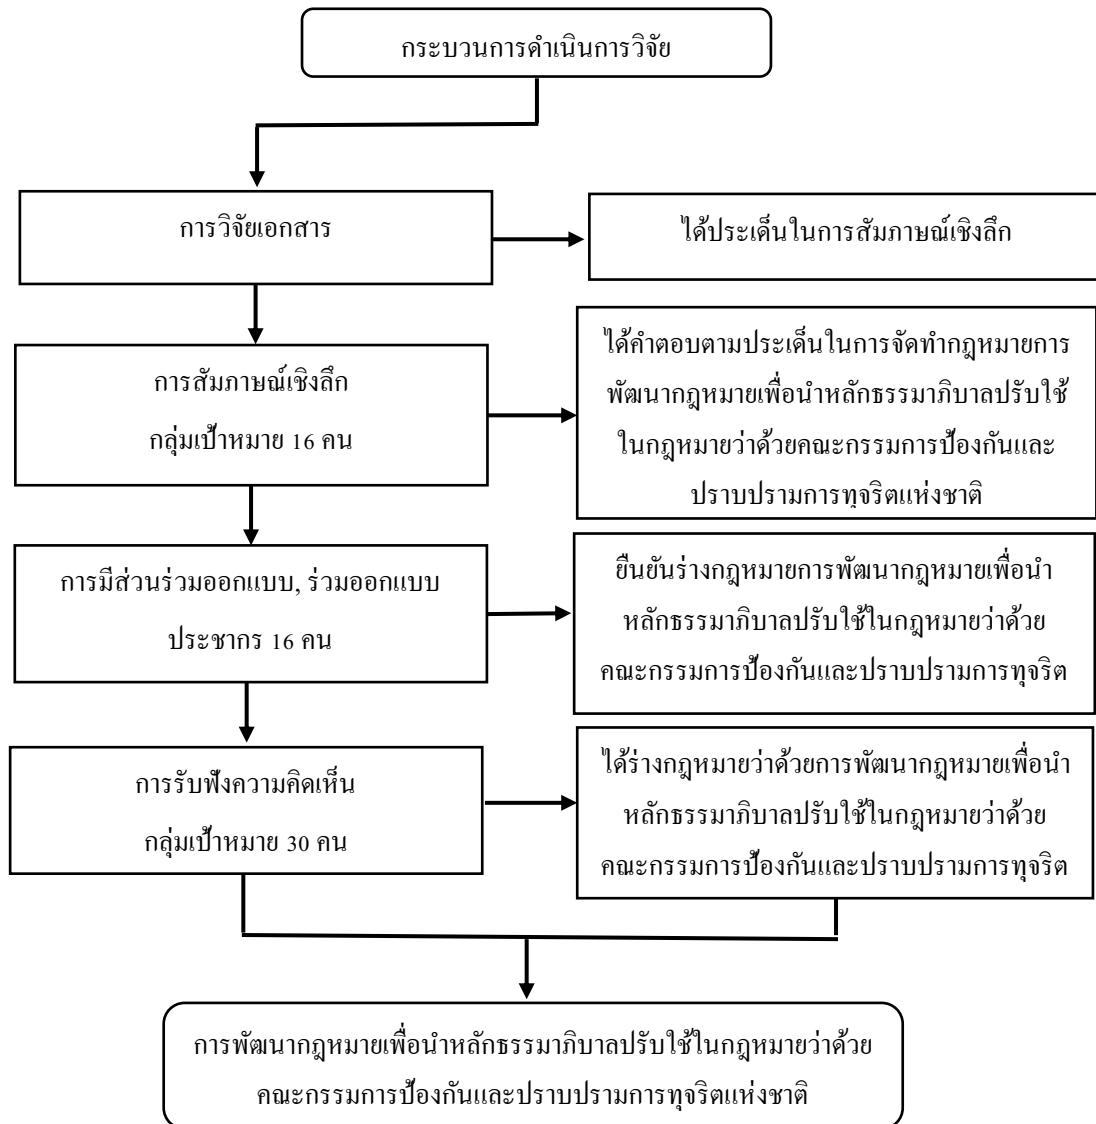 กระบวนการดำเนินการวิจัย
การวิจัยเอกสาร
ได้ประเด็นในการสัมภาษณ์เชิงลึก
การสัมภาษณ์เชิงลึก
กลุ่มเป้าหมาย 16 คน
ได้คำตอบตามประเด็นในการจัดทำกฎหมายการ
พัฒนากฎหมายเพื่อนำหลักธรรมาภิบาลปรับใช้
ในกฎหมายว่าด้วยคณะกรรมการป้องกันและ
ปราบปรามการทุจริตแห่งชาติ
การมีส่วนร่วมออกแบบ, ร่วมออกแบบ
ประชากร 16 คน
ยืนยันร่างกฎหมายการพัฒนากฎหมายเพื่อนำ
หลักธรรมาภิบาลปรับใช้ในกฎหมายว่าด้วย
คณะกรรมการป้องกันและปราบปรามการทุจริต
การรับฟังความคิดเห็น
กลุ่มเป้าหมาย 30 คน
ได้ร่างกฎหมายว่าด้วยการพัฒนากฎหมายเพื่อนำ
หลักธรรมาภิบาลปรับใช้ในกฎหมายว่าด้วย
คณะกรรมการป้องกันและปราบปรามการทุจริต
การพัฒนากฎหมายเพื่อนำหลักธรรมาภิบาลปรับใช้ในกฎหมายว่าด้วย
คณะกรรมการป้องกันและปราบปรามการทุจริตแห่งชาติ